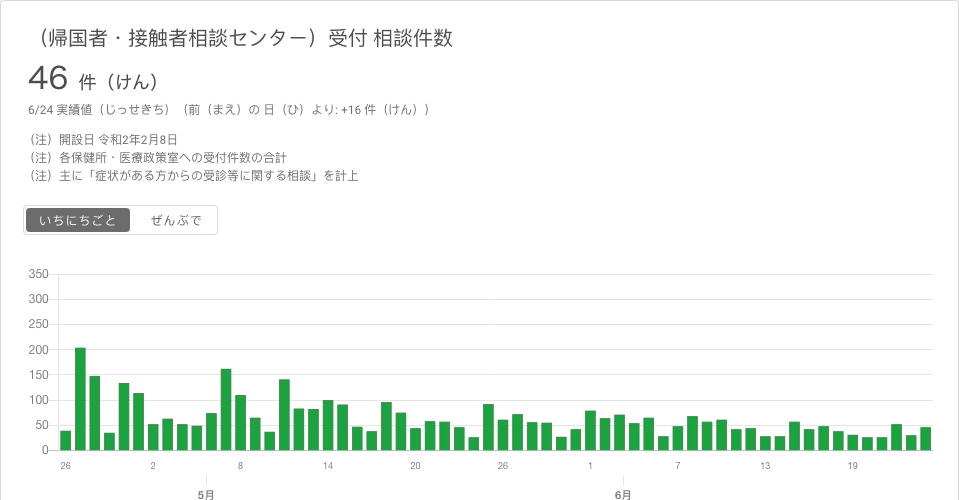 （帰国者・接触者相談センター）受付 相談件数
46 件（けん）
6/24 実績値（じっせきち）（前（まえ）の 日（ひ）より: +16 件（けん））
（注）開設日 令和2年2月8日
（注）各保健所・医療政策室への受付件数の合計
（注）主に「症状がある方からの受診等に関する相談」を計上
いちにちごと ぜんぶで
350
300
250
200
150
100
50
0
26 2 8 14 20 26 1 7 13 19
5月 6月